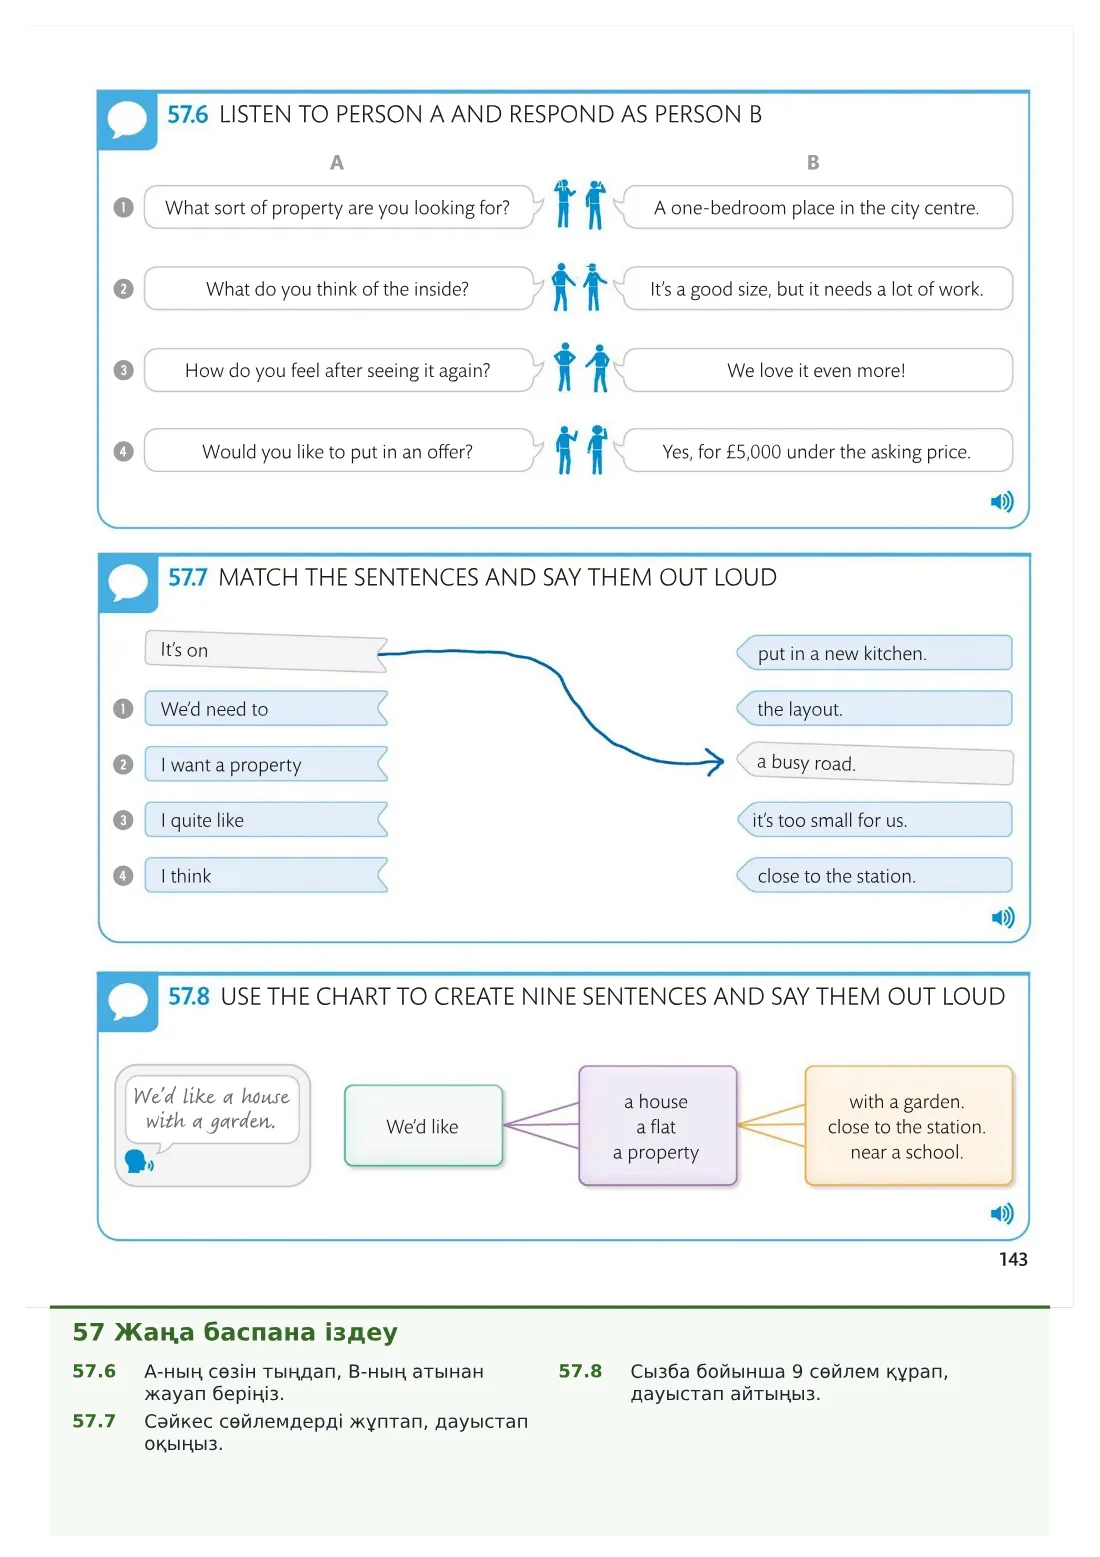 57.6 LISTEN TO PERSON A AND RESPOND AS PERSON B
A B
1 What sort of property are you looking for? A one-bedroom place in the city centre.
2 What do you think of the inside? It's a good size, but it needs a lot of work.
3 How do you feel after seeing it again? We love it even more!
4 Would you like to put in an offer? Yes, for £5,000 under the asking price.
57.7 MATCH THE SENTENCES AND SAY THEM OUT LOUD
It's on put in a new kitchen.
1 We'd need to the layout.
2 I want a property a busy road.
3 I quite like it's too small for us.
4 I think close to the station.
57.8 USE THE CHART TO CREATE NINE SENTENCES AND SAY THEM OUT LOUD
We'd like a house
with a garden.
We'd like
a house
a flat
a property
with a garden.
close to the station.
near a school.
143
57 Жаңа баспана іздеу
57.6 А-ның сөзін тыңдап, В-ның атынан
жауап беріңіз.
57.7 Сәйкес сөйлемдерді жұптап, дауыстап
оқыңыз.
57.8 Сызба бойынша 9 сөйлем құрап,
дауыстап айтыңыз.